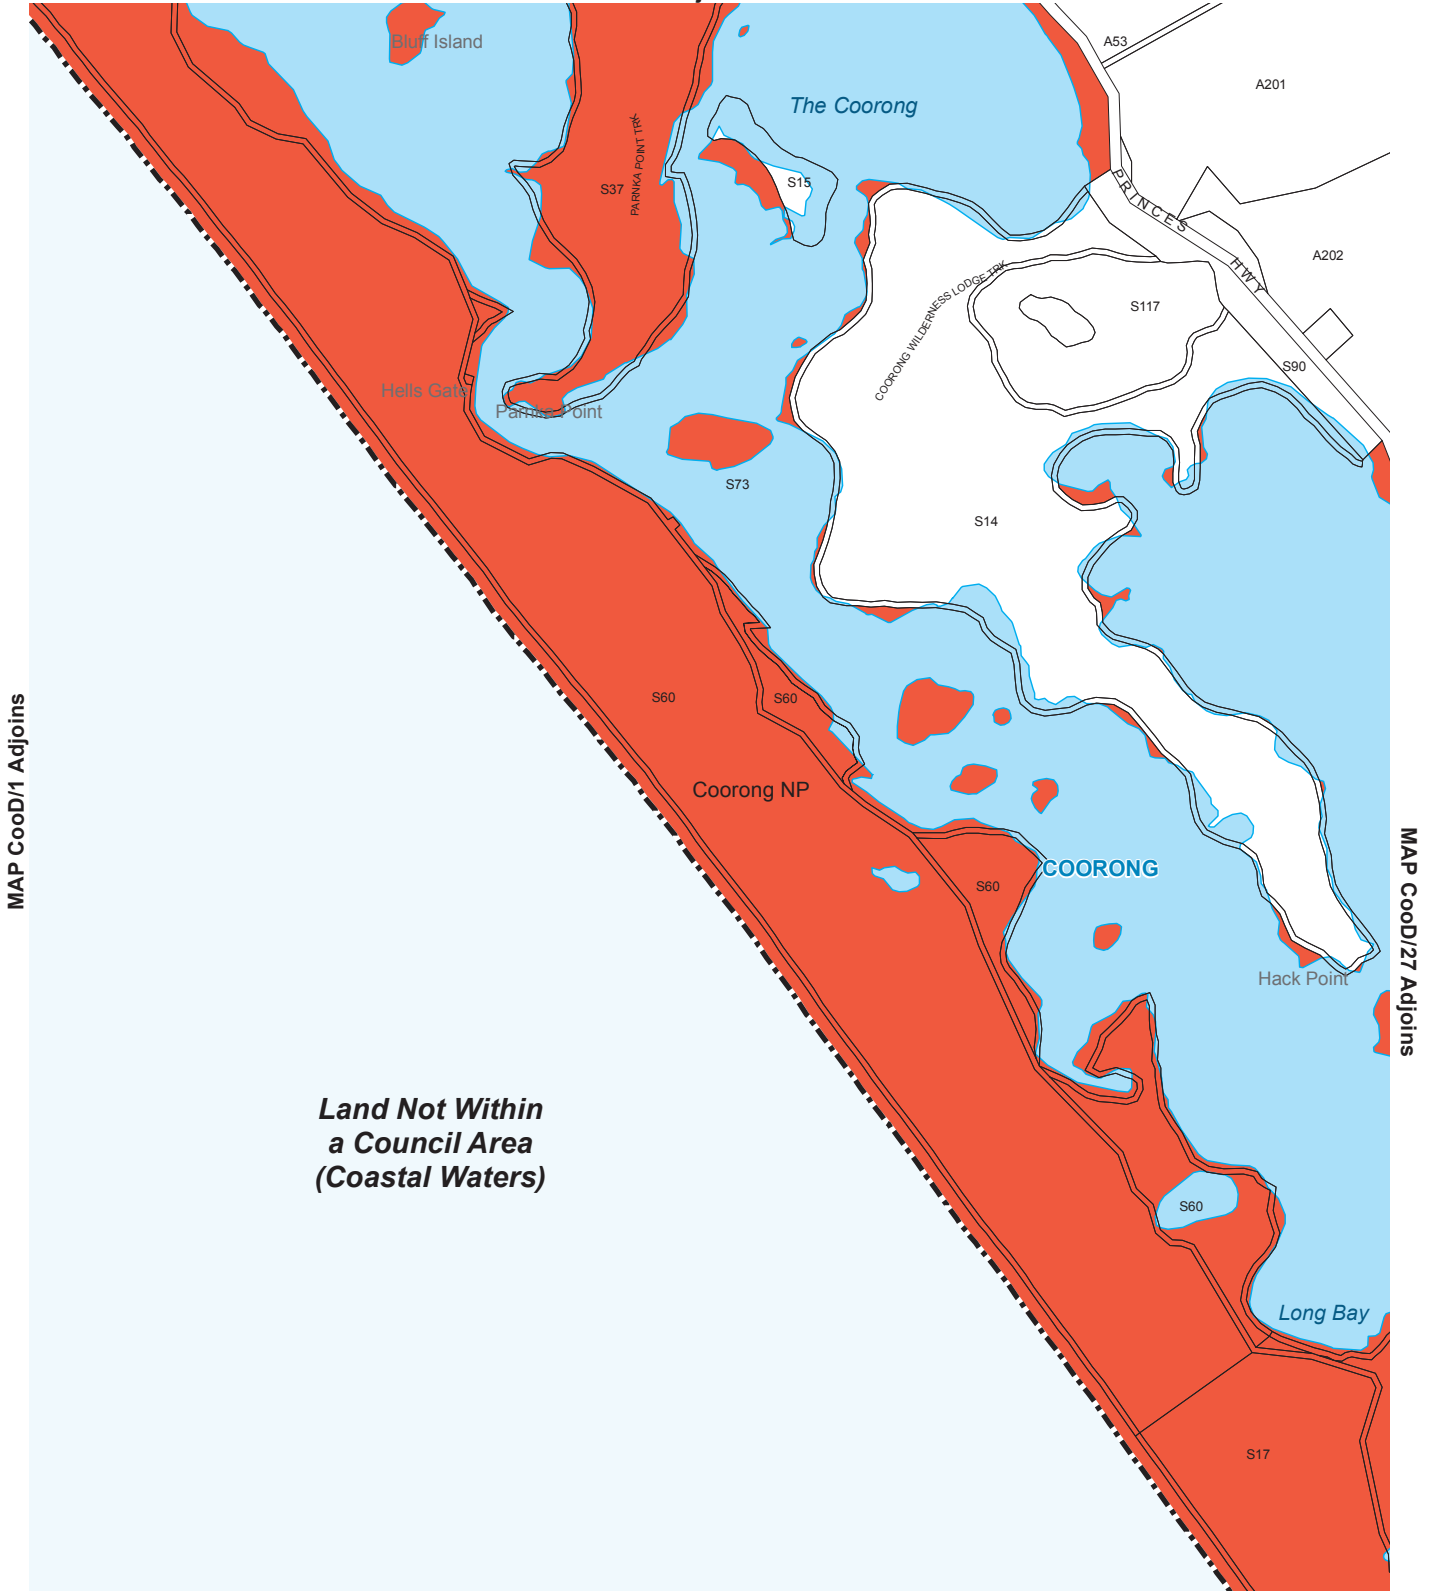 Bluff Island
A53
A201
The Coorong
PARNKA POINT TRK
S37
S15
PRINCES
HWY
A202
COORONG WILDERNESS LODGE TRK
S117
S90
Hells Gate
Parnka Point
S73
S14
S60
S60
MAP CooD/1 Adjoins
Coorong NP
COORONG
S60
MAP CooD/27 Adjoins
Hack Point
Land Not Within
a Council Area
(Coastal Waters)
S60
Long Bay
S17